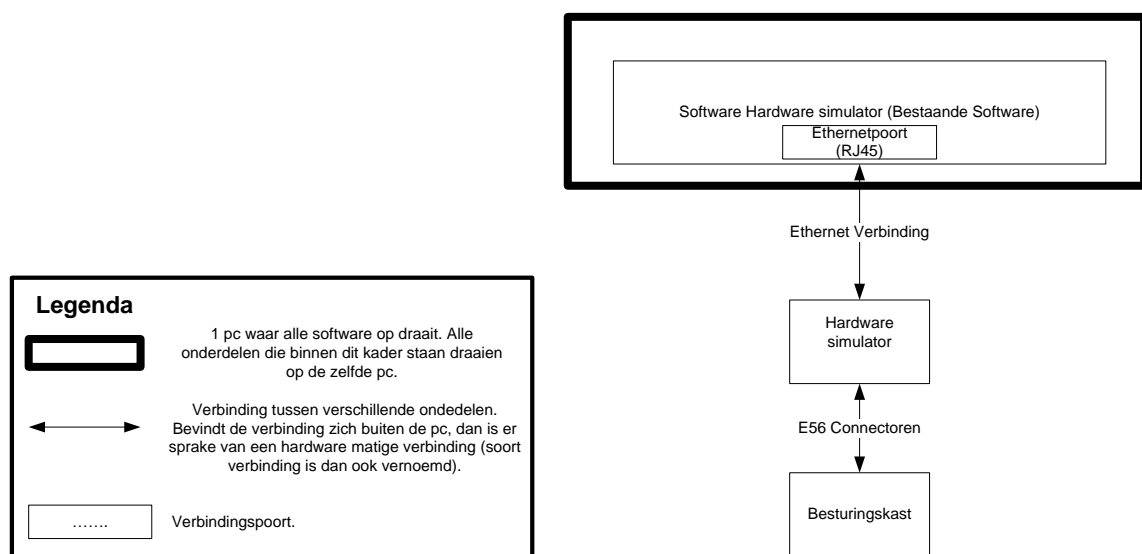 Software Hardware simulator (Bestaande Software)
Ethernetpoort
(RJ45)
Ethernet Verbinding
Hardware
simulator
E56 Connectoren
Besturingskast
Legenda
1 pc waar alle software op draait. Alle
onderdelen die binnen dit kader staan draaien
op de zelfde pc.
Verbinding tussen verschillende ondedelen.
Bevindt de verbinding zich buiten de pc, dan is er
sprake van een hardware matige verbinding (soort
verbinding is dan ook vernoemd).
.......
Verbindingspoort.